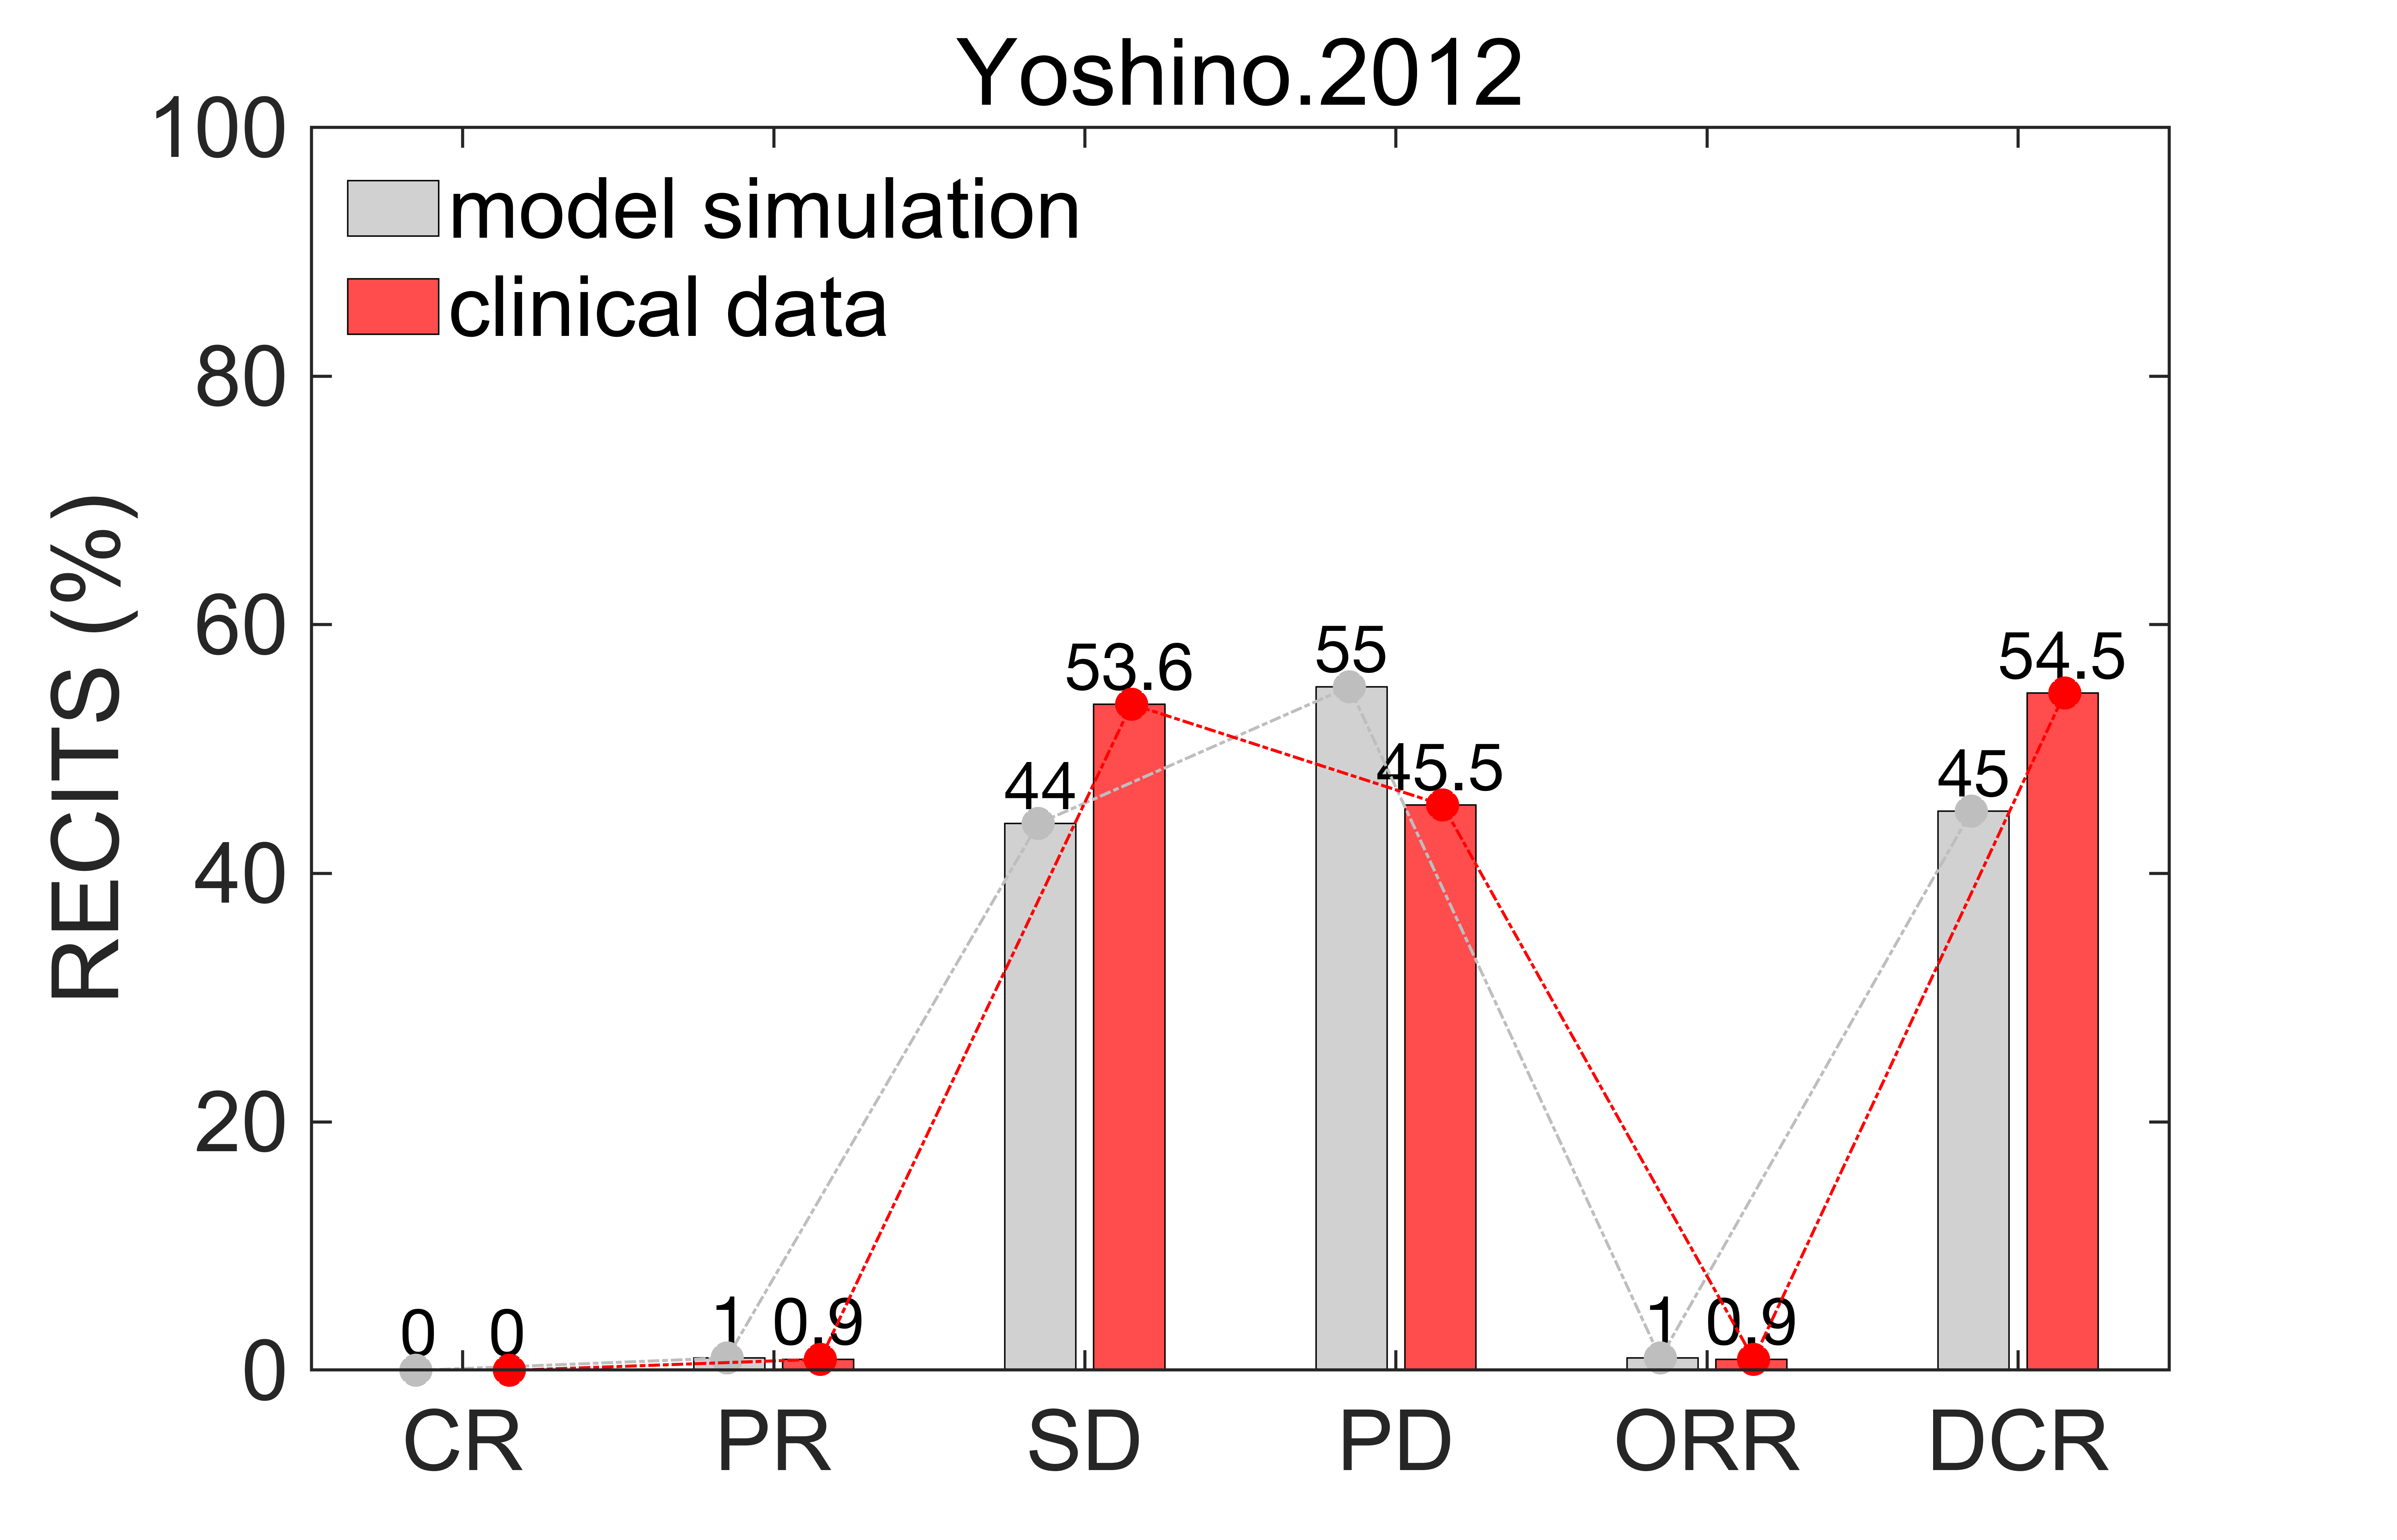 Yoshino.2012
model simulation
clinical data
RECITS (%)
100
80
60
40
20
0
0 0
1 0.9
44 53.6
55 45.5
1 0.9
45 54.5
CR PR SD PD ORR DCR